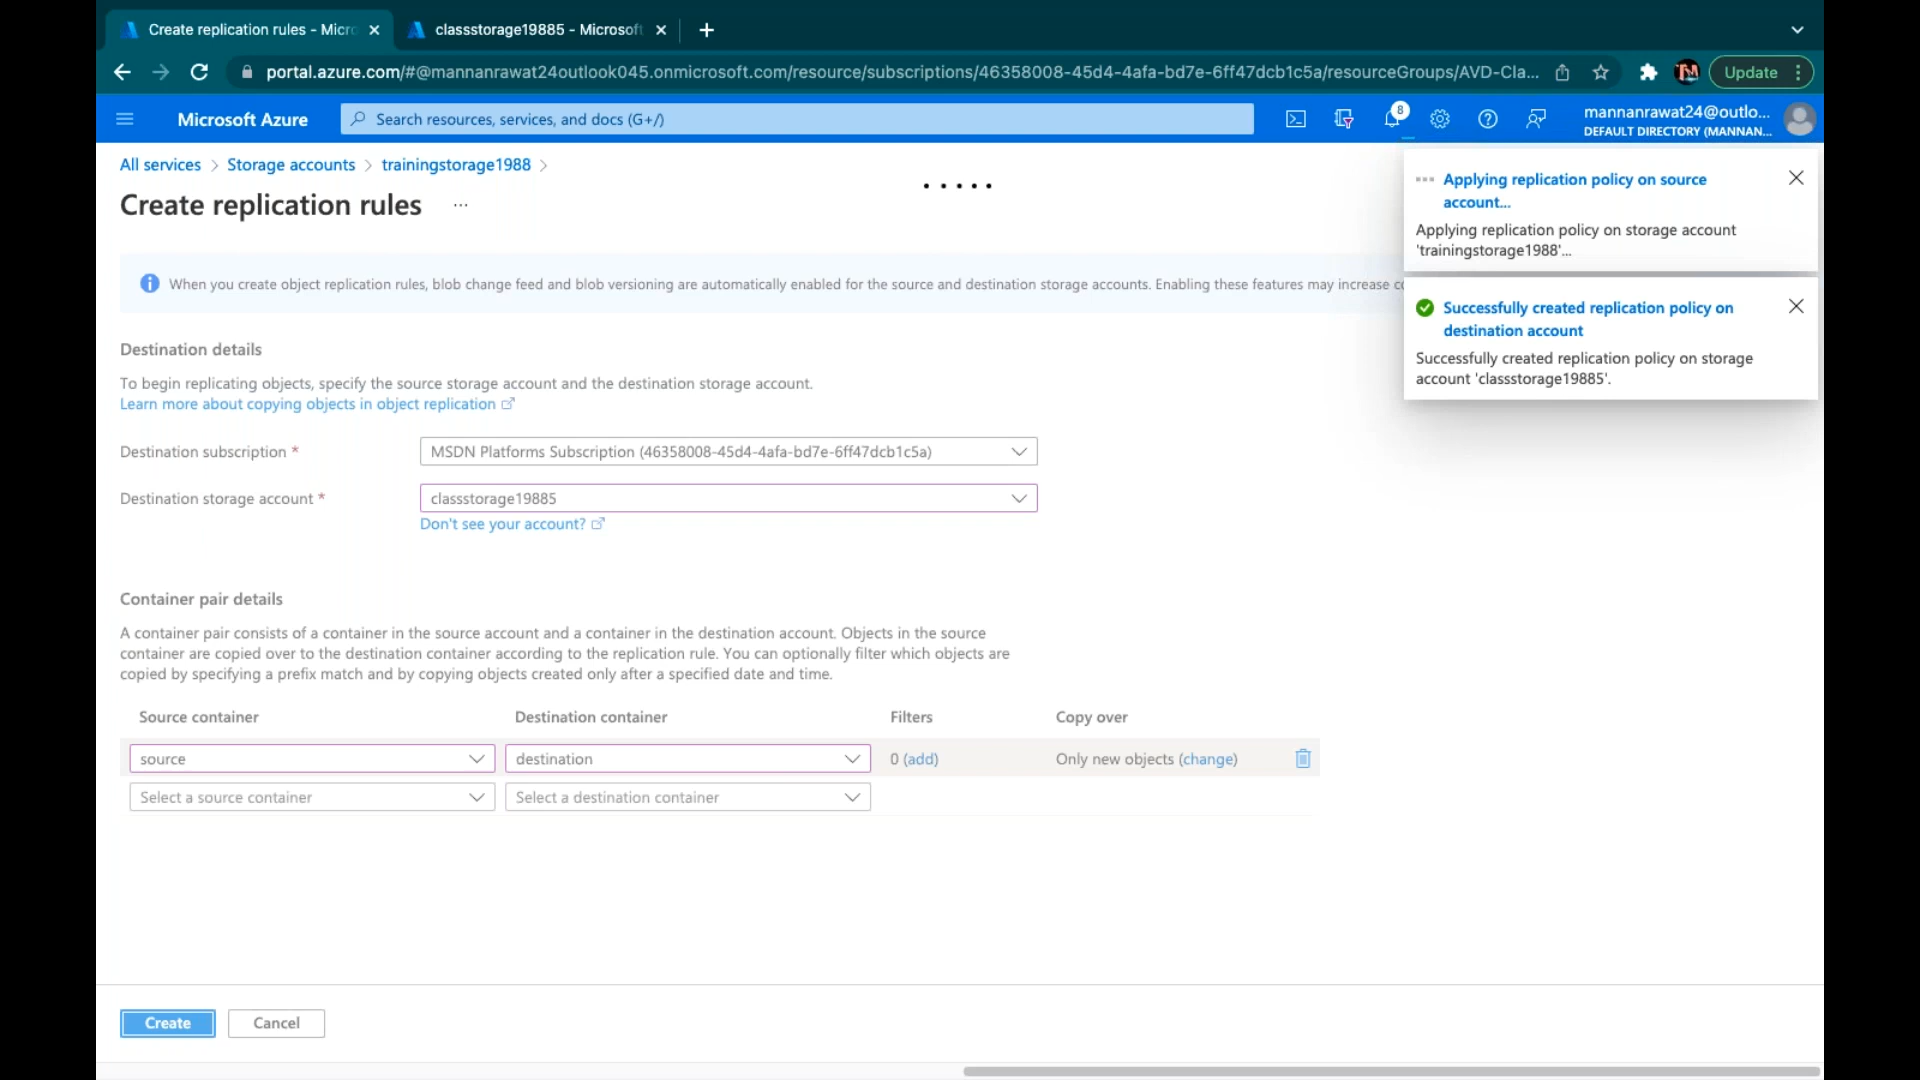 Create replication rules - Micro
classstorage19885 - Microsoft
portal.azure.com/#@mannanrawat24outlook045.onmicrosoft.com/resource/subscriptions/46358008-45d4-4afa-bd7e-6ff47dcb1c5a/resourceGroups/AVD-Cla...
Update
Microsoft Azure
Search resources, services, and docs (G+/)
8
mannanrawat24@outlo...
DEFAULT DIRECTORY (MANNAN...
All services > Storage accounts > trainingstorage1988 >
Create replication rules ...
When you create object replication rules, blob change feed and blob versioning are automatically enabled for the source and destination storage accounts. Enabling these features may increase
Applying replication policy on source
account...
Applying replication policy on storage account
'trainingstorage1988'...
Successfully created replication policy on
destination account
Successfully created replication policy on storage
account 'classstorage19885'.
Destination details
To begin replicating objects, specify the source storage account and the destination storage account.
Learn more about copying objects in object replication
Destination subscription *
MSDN Platforms Subscription (46358008-45d4-4afa-bd7e-6ff47dcb1c5a)
Destination storage account *
classstorage19885
Don't see your account?
Container pair details
A container pair consists of a container in the source account and a container in the destination account. Objects in the source
container are copied over to the destination container according to the replication rule. You can optionally filter which objects are
copied by specifying a prefix match and by copying objects created only after a specified date and time.
Source container Destination container Filters Copy over
source destination 0 (add) Only new objects (change)
Select a source container Select a destination container
Create Cancel